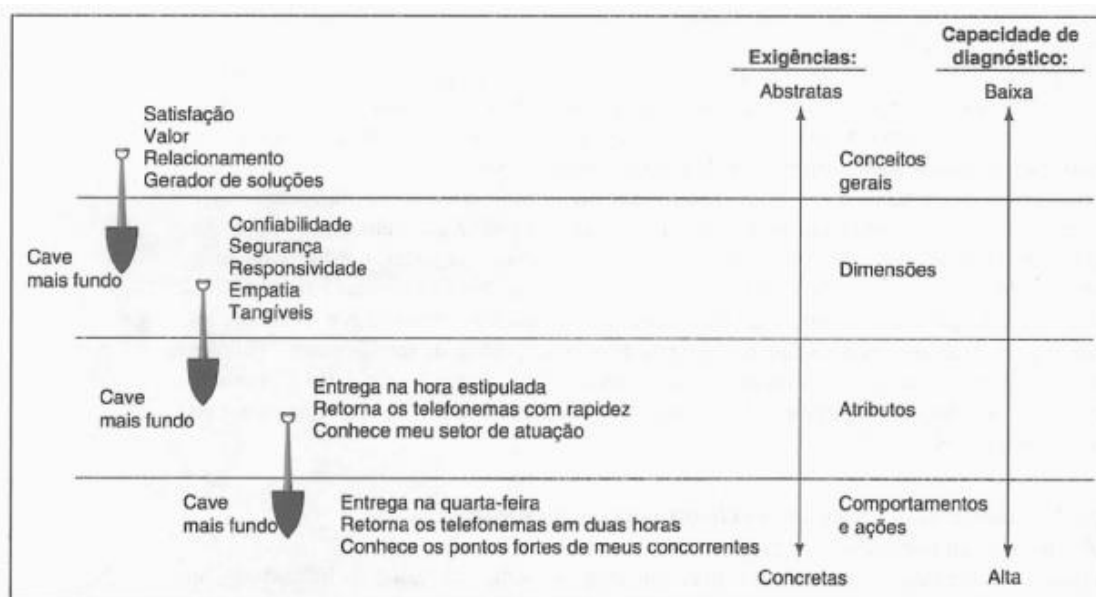 Exigências:
Capacidade de
diagnóstico:
Abstratas
Baixa
Satisfação
Valor
Relacionamento
Gerador de soluções
Conceitos
gerais
Cave
mais fundo
Confiabilidade
Segurança
Responsividade
Empatia
Tangíveis
Dimensões
Cave
mais fundo
Entrega na hora estipulada
Retorna os telefonemas com rapidez
Conhece meu setor de atuação
Atributos
Cave
mais fundo
Entrega na quarta-feira
Retorna os telefonemas em duas horas
Conhece os pontos fortes de meus concorrentes
Comportamentos
e ações
Concretas
Alta